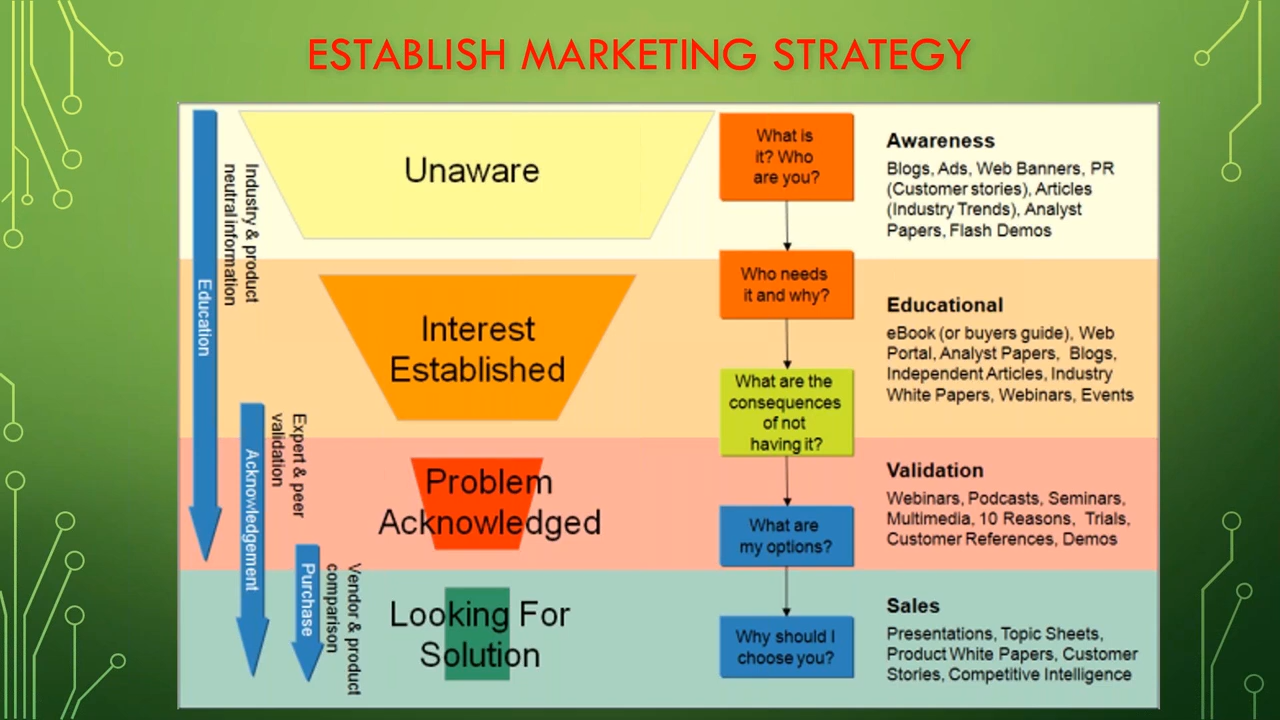 ESTABLISH MARKETING STRATEGY
Education
Industry & product
neutral information
Acknowledgement
Expert & peer
validation
Purchase
Vendor & product
comparison
Unaware
Interest
Established
Problem
Acknowledged
Looking For
Solution
What is
it? Who
are you?
Who needs
it and why?
What are the
consequences
of not
having it?
What are
my options?
Why should I
choose you?
Awareness
Blogs, Ads, Web Banners, PR
(Customer stories), Articles
(Industry Trends), Analyst
Papers, Flash Demos
Educational
eBook (or buyers guide), Web
Portal, Analyst Papers, Blogs,
Independent Articles, Industry
White Papers, Webinars, Events
Validation
Webinars, Podcasts, Seminars,
Multimedia, 10 Reasons, Trials,
Customer References, Demos
Sales
Presentations, Topic Sheets,
Product White Papers, Customer
Stories, Competitive Intelligence